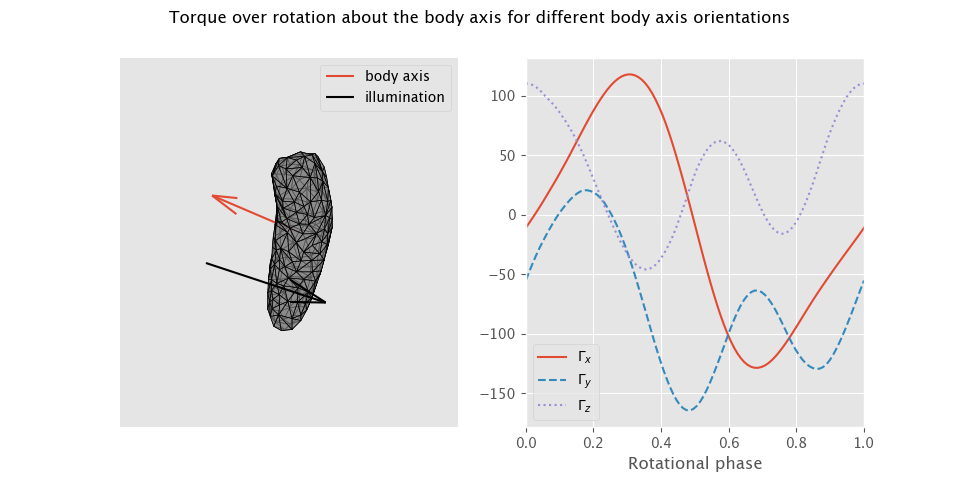 Torque over rotation about the body axis for different body axis orientations
body axis
illumination
100
50
0
−50
−100
−150
Γx
Γy
Γz
0.0 0.2 0.4 0.6 0.8 1.0
Rotational phase